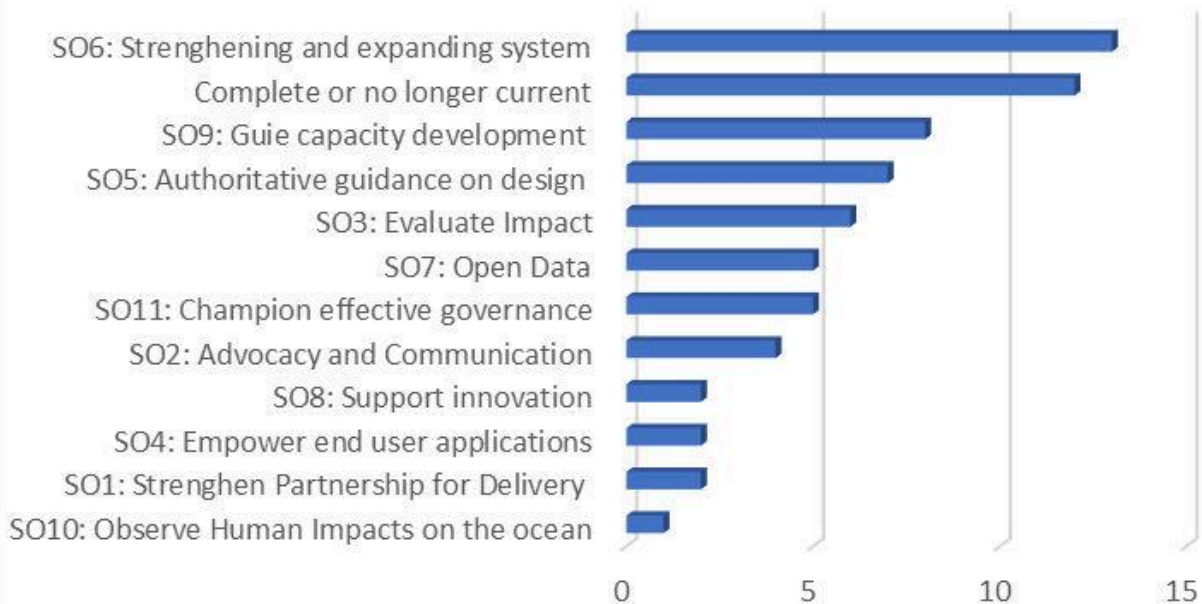 SO6: Strenghening and expanding system
Complete or no longer current
SO9: Guie capacity development
SO5: Authoritative guidance on design
SO3: Evaluate Impact
SO7: Open Data
SO11: Champion effective governance
SO2: Advocacy and Communication
SO8: Support innovation
SO4: Empower end user applications
SO1: Strenghen Partnership for Delivery
SO10: Observe Human Impacts on the ocean
0 5 10 15